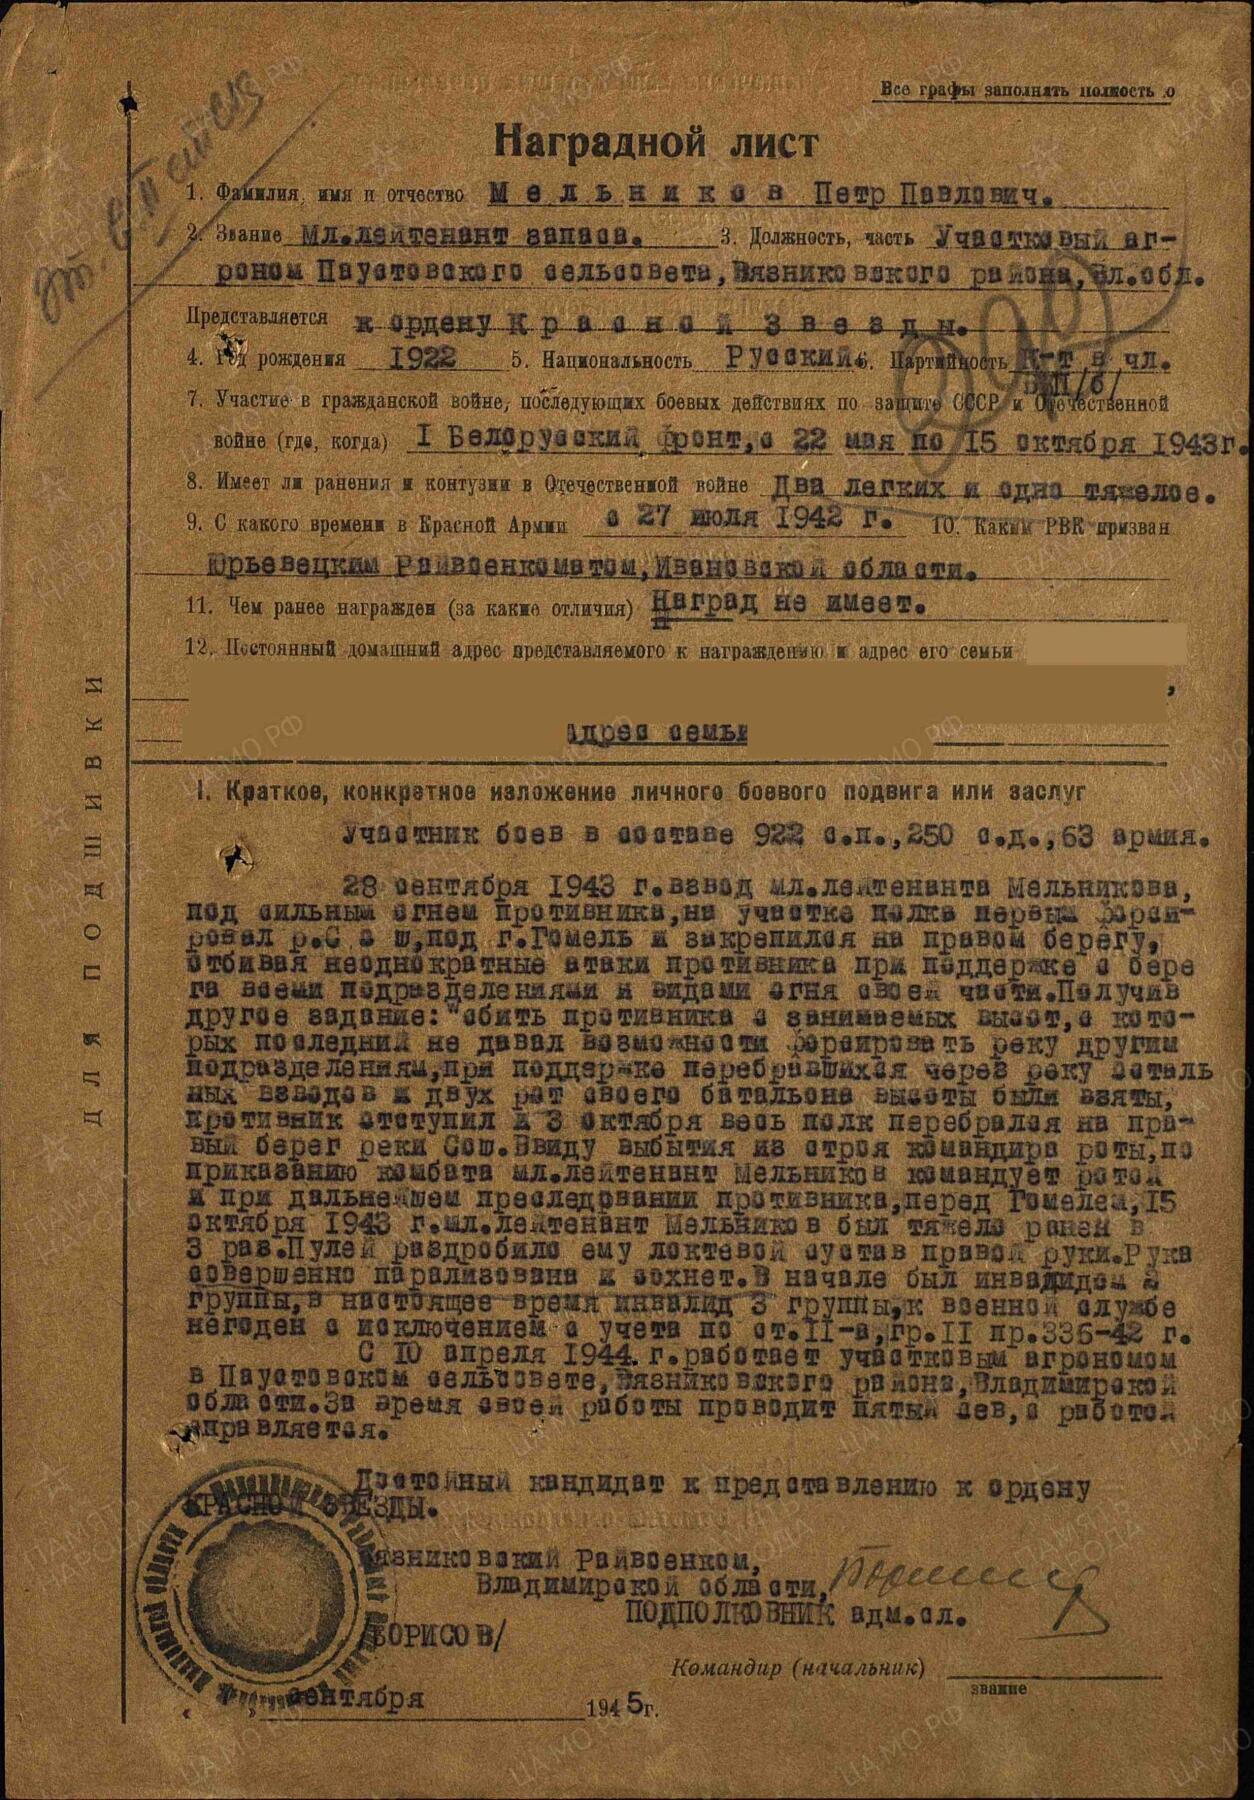 Все графы заполнять полностью
Наградной лист
1. Фамилия, имя и отчество Мельников Петр Павлович.
2. Звание Мл.лейтенант запаса. 3. Должность, часть Участковый аг-
роном Паустовского сельсовета, Вязниковского района, Вл.обл.
Представляется к ордену Красной Звезды.
4. Год рождения 1922 5. Национальность Русский. 6. Партийность К-т в чл.
ВКП/б/
7. Участие в гражданской войне, последующих боевых действиях по защите СССР и Отечественной
войне (где, когда) I Белорусский фронт, с 22 мая по 15 октября 1943г.
8. Имеет ли ранения и контузии в Отечественной войне Два легких и одно тяжелое.
9. С какого времени в Красной Армии с 27 июля 1942 г. 10. Каким РВК призван
Юрьевецким Райвоенкоматом, Ивановской области.
11. Чем ранее награжден (за какие отличия) Наград не имеет.
12. Постоянный домашний адрес представляемого к награждению и адрес его семьи
,
адрес семьи
ДЛЯ ПОДШИВКИ
I. Краткое, конкретное изложение личного боевого подвига или заслуг
Участник боев в составе 922 с.п., 250 с.д., 63 армия.
28 сентября 1943 г. взвод мл.лейтенанта Мельникова,
под сильным огнем противника, на участке полка первым форси-
ровал р.С о ш, под г.Гомель и закрепился на правом берегу,
отбивая неоднократные атаки противника при поддержке с бере
га всеми подразделениями и видами огня своей части. Получив
другое задание: "сбить противника с занимаемых высот, с кото-
рых последний не давал возможности форсировать реку другим
подразделениям, при поддержке перебравшихся через реку осталь
ных взводов и двух рот своего батальона высоты были взяты,
противник отступил и 3 октября весь полк перебрался на пра-
вый берег реки Сош. Ввиду выбытия из строя командира роты, по
приказанию комбата мл.лейтенант Мельников командует ротой
и при дальнейшем преследовании противника, перед Гомелем, 15
октября 1943 г. мл.лейтенант Мельников был тяжело ранен в
3 раз. Пулей раздробило ему локтевой сустав правой руки. Рука
совершенно парализована и сохнет. В начале был инвалидом 2
группы, в настоящее время инвалид 3 группы, к военной службе
негоден с исключением с учета по ст.II-а, гр.II пр.336-42 г.
С 10 апреля 1944. г. работает участковым агрономом
в Паустовском сельсовете, Вязниковского района, Владимирской
области. За время своей работы проводит пятый сев, с работой
справляется.
Достойный кандидат к представлению к ордену
КРАСНОЙ ЗВЕЗДЫ.
Вязниковский Райвоенком,
Владимирской области,
ПОДПОЛКОВНИК адм.сл.
/БОРИСОВ/
Командир (начальник)
звание
сентября 1945г.